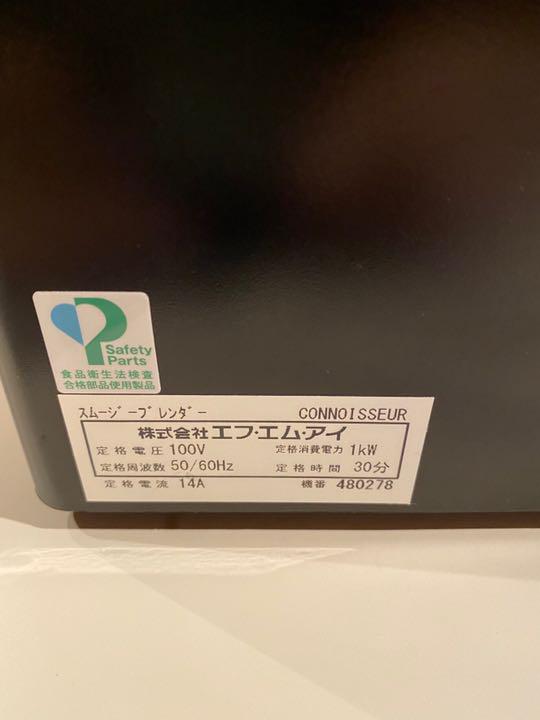 Safety
Parts
食品衛生法検査
合格部品使用製品
スムージーブレンダー CONNOISSEUR
株式会社エフ・エム・アイ
定格電圧 100V 定格消費電力 1kW
定格周波数 50/60Hz 定格時間 30分
定格電流 14A 機番 480278